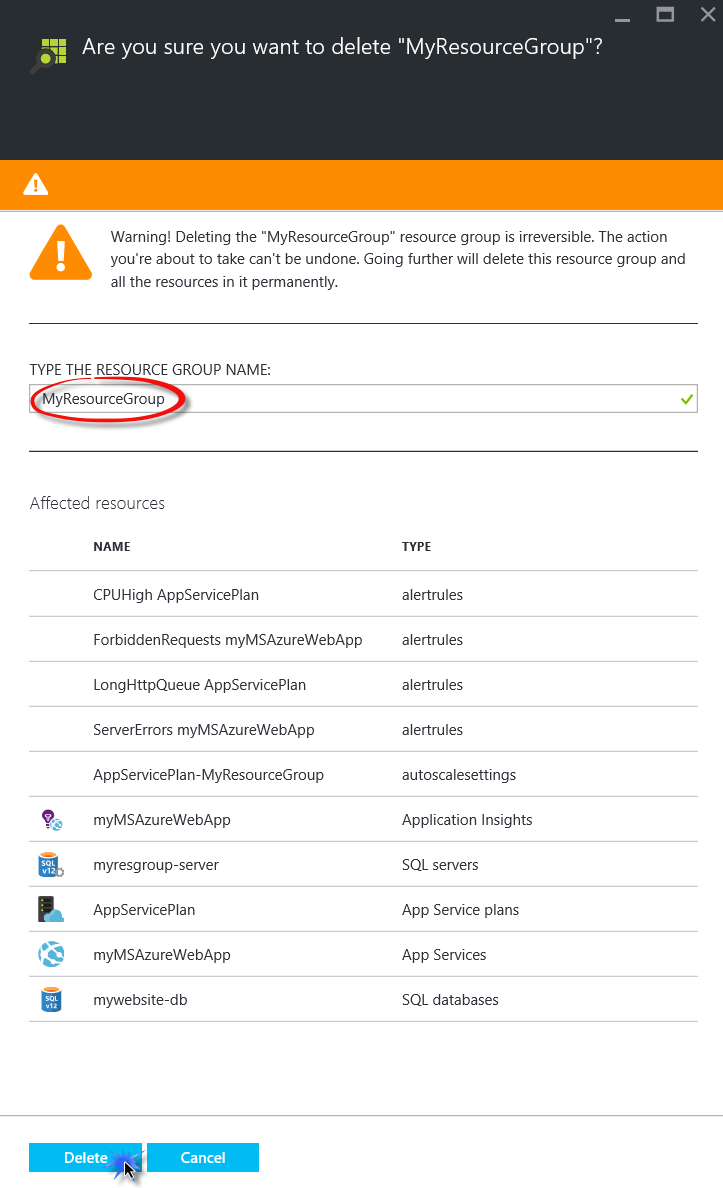 Are you sure you want to delete "MyResourceGroup"?
Warning! Deleting the "MyResourceGroup" resource group is irreversible. The action
you're about to take can't be undone. Going further will delete this resource group and
all the resources in it permanently.
TYPE THE RESOURCE GROUP NAME:
MyResourceGroup
Affected resources
NAME TYPE
CPUHigh AppServicePlan alertrules
ForbiddenRequests myMSAzureWebApp alertrules
LongHttpQueue AppServicePlan alertrules
ServerErrors myMSAzureWebApp alertrules
AppServicePlan-MyResourceGroup autoscalesettings
myMSAzureWebApp Application Insights
SQL v12 myresgroup-server SQL servers
AppServicePlan App Service plans
myMSAzureWebApp App Services
SQL v12 mywebsite-db SQL databases
Delete Cancel